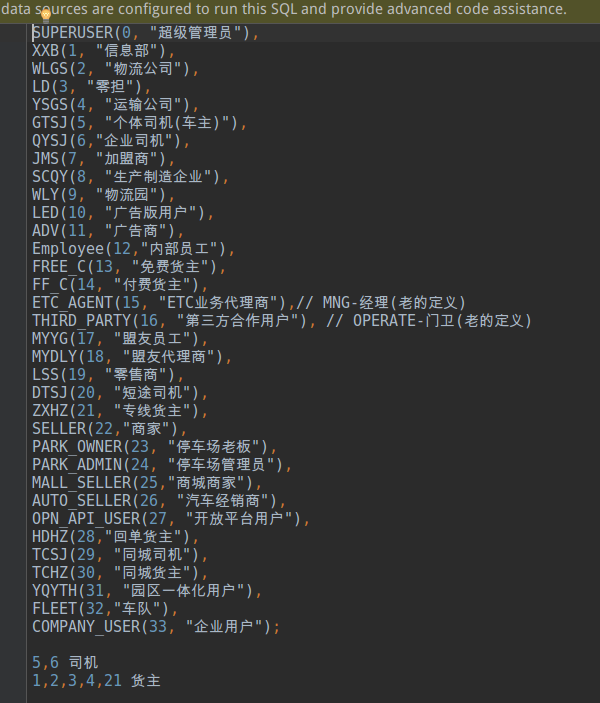 data sources are configured to run this SQL and provide advanced code assistance.
SUPERUSER(0, "超级管理员"),
XXB(1, "信息部"),
WLGS(2, "物流公司"),
LD(3, "零担"),
YSGS(4, "运输公司"),
GTSJ(5, "个体司机(车主)"),
QYSJ(6,"企业司机"),
JMS(7, "加盟商"),
SCQY(8, "生产制造企业"),
WLY(9, "物流园"),
LED(10, "广告版用户"),
ADV(11, "广告商"),
Employee(12,"内部员工"),
FREE_C(13, "免费货主"),
FF_C(14, "付费货主"),
ETC_AGENT(15, "ETC业务代理商"),// MNG-经理(老的定义)
THIRD_PARTY(16, "第三方合作用户"), // OPERATE-门卫(老的定义)
MYYG(17, "盟友员工"),
MYDLY(18, "盟友代理商"),
LSS(19, "零售商"),
DTSJ(20, "短途司机"),
ZXHZ(21, "专线货主"),
SELLER(22,"商家"),
PARK_OWNER(23, "停车场老板"),
PARK_ADMIN(24, "停车场管理员"),
MALL_SELLER(25,"商城商家"),
AUTO_SELLER(26, "汽车经销商"),
OPN_API_USER(27, "开放平台用户"),
HDHZ(28,"回单货主"),
TCSJ(29, "同城司机"),
TCHZ(30, "同城货主"),
YQYTH(31, "园区一体化用户"),
FLEET(32,"车队"),
COMPANY_USER(33, "企业用户");
5,6 司机
1,2,3,4,21 货主